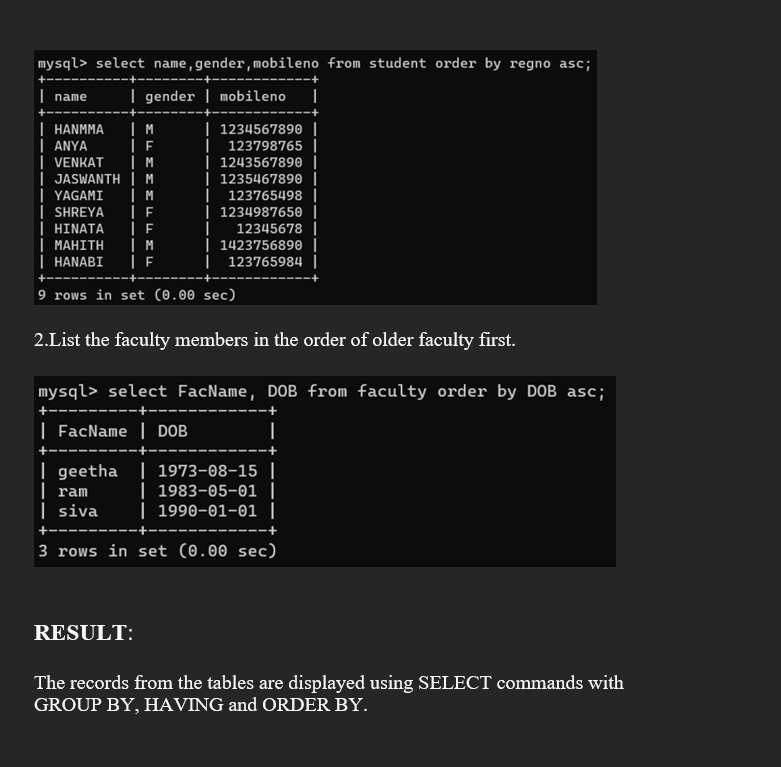 mysql> select name,gender,mobileno from student order by regno asc;
+----------+--------+------------+
| name     | gender | mobileno   |
+----------+--------+------------+
| HANMMA   | M      | 1234567890 |
| ANYA     | F      |  123798765 |
| VENKAT   | M      | 1243567890 |
| JASWANTH | M      | 1235467890 |
| YAGAMI   | M      |  123765498 |
| SHREYA   | F      | 1234987650 |
| HINATA   | F      |   12345678 |
| MAHITH   | M      | 1423756890 |
| HANABI   | F      |  123765984 |
+----------+--------+------------+
9 rows in set (0.00 sec)
2.List the faculty members in the order of older faculty first.
mysql> select FacName, DOB from faculty order by DOB asc;
+---------+------------+
| FacName | DOB        |
+---------+------------+
| geetha  | 1973-08-15 |
| ram     | 1983-05-01 |
| siva    | 1990-01-01 |
+---------+------------+
3 rows in set (0.00 sec)
RESULT:
The records from the tables are displayed using SELECT commands with
GROUP BY, HAVING and ORDER BY.